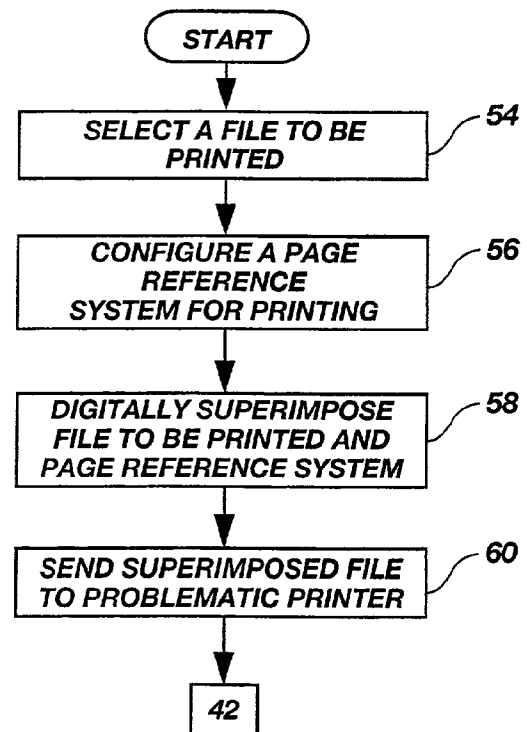 START
SELECT A FILE TO BE
PRINTED
54
CONFIGURE A PAGE
REFERENCE
SYSTEM FOR PRINTING
56
DIGITALLY SUPERIMPOSE
FILE TO BE PRINTED AND
PAGE REFERENCE SYSTEM
58
SEND SUPERIMPOSED FILE
TO PROBLEMATIC PRINTER
60
42